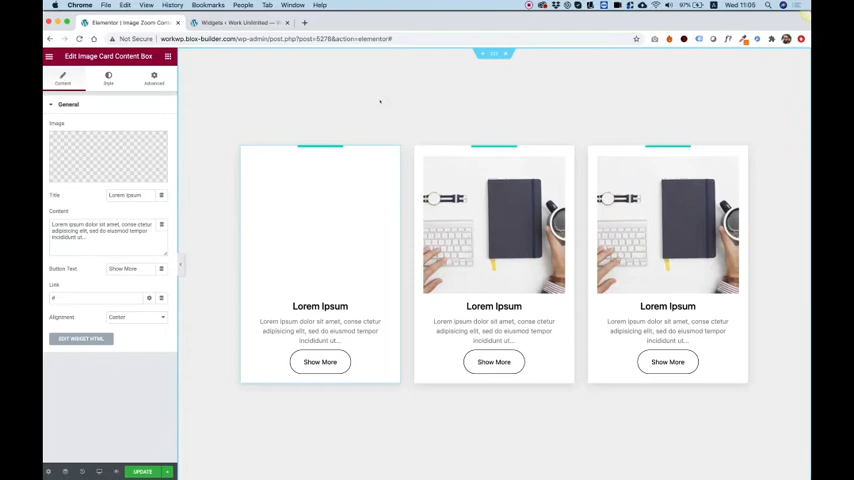 Chrome File Edit View History Bookmarks People Tab Window Help
97% Wed 11:05
Elementor | Image Zoom Con
Widgets ‹ Work Unlimited — W
Not Secure workwp.blox-builder.com/wp-admin/post.php?post=5278&action=elementor#
Edit Image Card Content Box
Content Style Advanced
General
Image
Title Lorem Ipsum
Content
Lorem ipsum dolor sit amet, conse ctetur
adipisicing elit, sed do eiusmod tempor
incididunt ut...
Button Text Show More
Link
#
Alignment Center
EDIT WIDGET HTML
UPDATE
Lorem Ipsum
Lorem ipsum dolor sit amet, conse ctetur
adipisicing elit, sed do eiusmod tempor
incididunt ut...
Show More
Lorem Ipsum
Lorem ipsum dolor sit amet, conse ctetur
adipisicing elit, sed do eiusmod tempor
incididunt ut...
Show More
Lorem Ipsum
Lorem ipsum dolor sit amet, conse ctetur
adipisicing elit, sed do eiusmod tempor
incididunt ut...
Show More